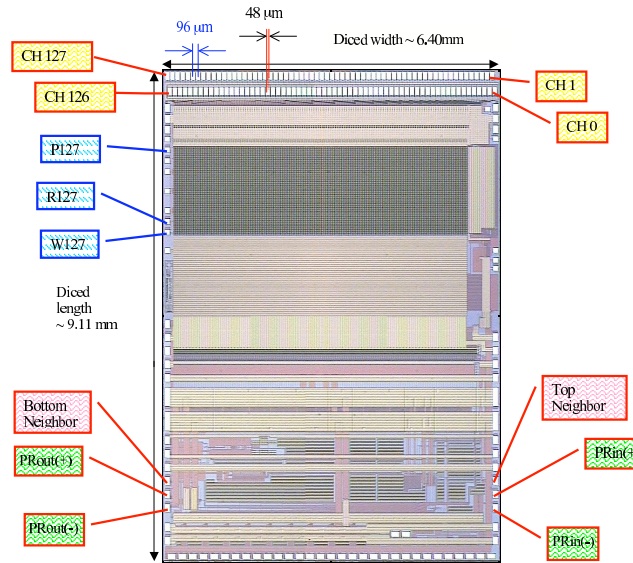 48 μm
96 μm
Diced width ~ 6.40mm
CH 127
CH 1
CH 126
CH 0
P127
R127
W127
Diced
length
~ 9.11 mm
Bottom
Neighbor
Top
Neighbor
PRout(+)
PRin(+
PRout(-)
PRin(-)